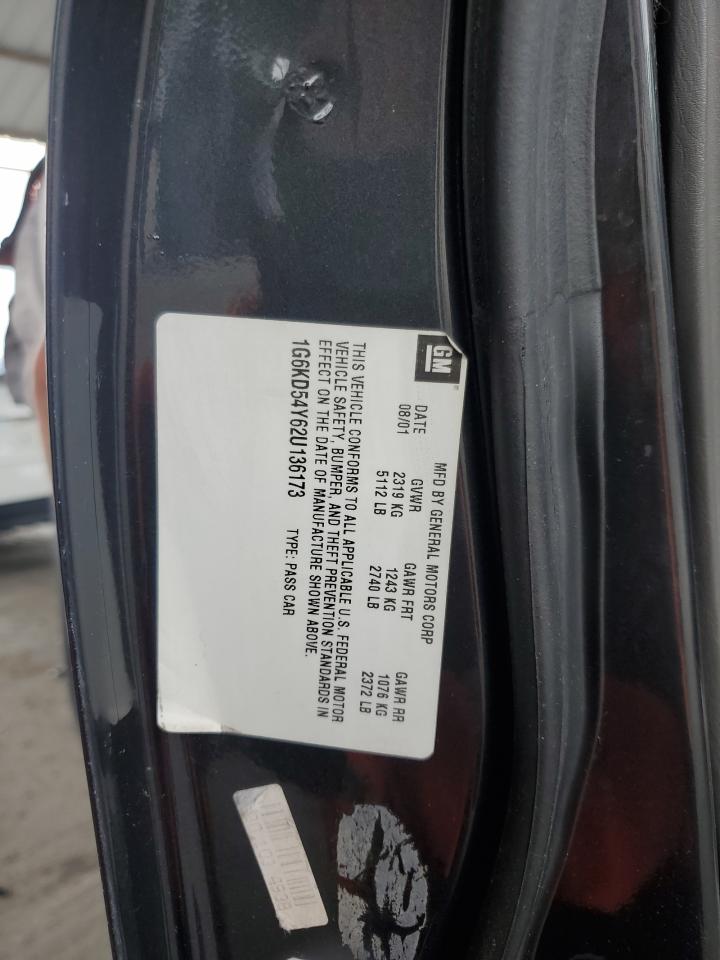 GM
MFD BY GENERAL MOTORS CORP
DATE GVWR GAWR FRT GAWR RR
08/01 2319 KG 1243 KG 1076 KG
5112 LB 2740 LB 2372 LB
THIS VEHICLE CONFORMS TO ALL APPLICABLE U.S. FEDERAL MOTOR
VEHICLE SAFETY, BUMPER, AND THEFT PREVENTION STANDARDS IN
EFFECT ON THE DATE OF MANUFACTURE SHOWN ABOVE.
1G6KD54Y62U136173 TYPE: PASS CAR